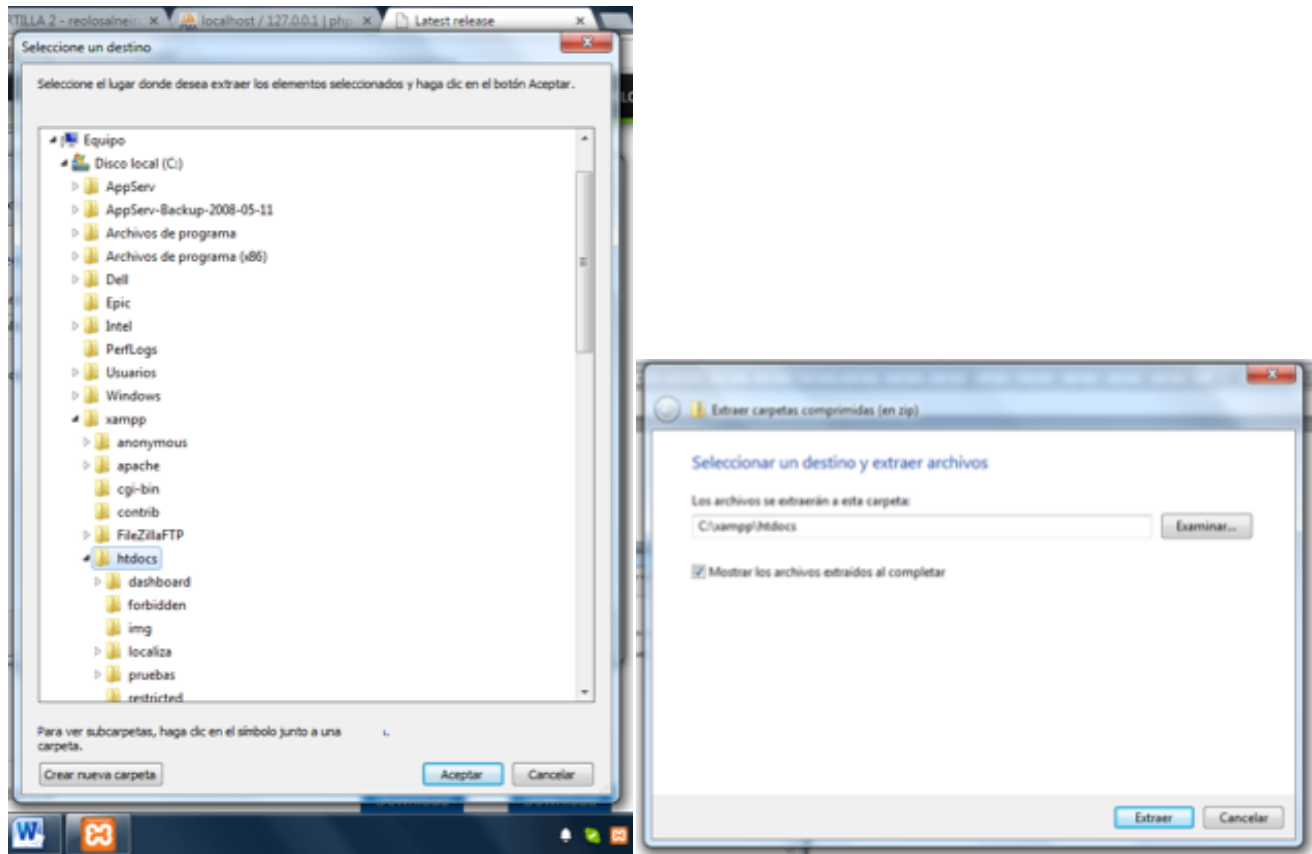 TILLA 2 - reolosalneir
localhost / 127.0.0.1 | php
Latest release
Seleccione un destino
Seleccione el lugar donde desea extraer los elementos seleccionados y haga clic en el botón Aceptar.
Equipo
Disco local (C:)
AppServ
AppServ-Backup-2008-05-11
Archivos de programa
Archivos de programa (x86)
Dell
Epic
Intel
PerfLogs
Usuarios
Windows
xampp
anonymous
apache
cgi-bin
contrib
FileZillaFTP
htdocs
dashboard
forbidden
img
localiza
pruebas
restricted
Para ver subcarpetas, haga clic en el símbolo junto a una
carpeta.
Crear nueva carpeta
Aceptar
Cancelar
Extraer carpetas comprimidas (en zip)
Seleccionar un destino y extraer archivos
Los archivos se extraerán a esta carpeta:
C:\xampp\htdocs
Examinar...
Mostrar los archivos extraídos al completar
Extraer
Cancelar